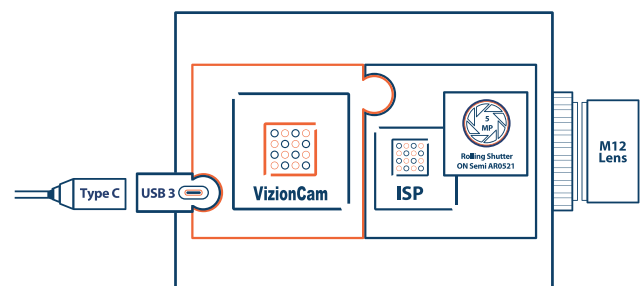 Type C
USB 3
VizionCam
ISP
5
MP
Rolling Shutter
ON Semi AR0521
M12
Lens